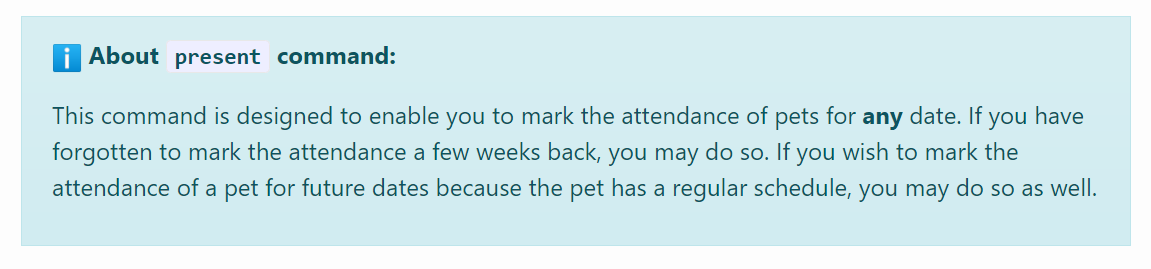 ℹ️ About present command:
This command is designed to enable you to mark the attendance of pets for any date. If you have
forgotten to mark the attendance a few weeks back, you may do so. If you wish to mark the
attendance of a pet for future dates because the pet has a regular schedule, you may do so as well.